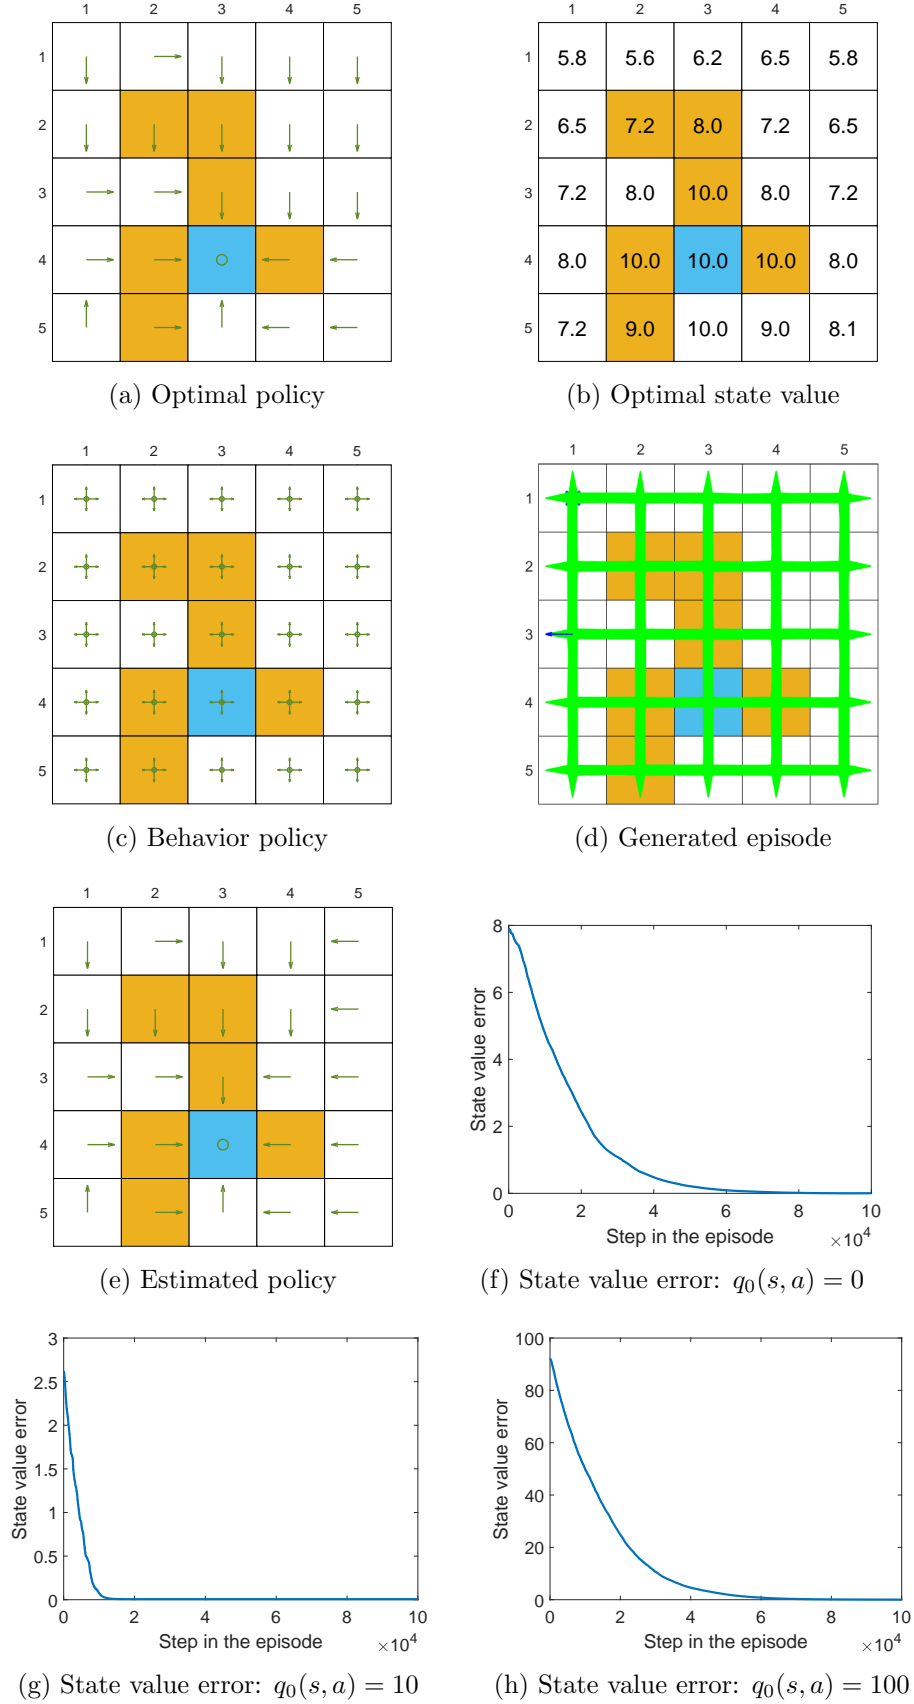 1 2 3 4 5
1
2
3
4
5
(a) Optimal policy
1 2 3 4 5
1 5.8 5.6 6.2 6.5 5.8
2 6.5 7.2 8.0 7.2 6.5
3 7.2 8.0 10.0 8.0 7.2
4 8.0 10.0 10.0 10.0 8.0
5 7.2 9.0 10.0 9.0 8.1
(b) Optimal state value
1 2 3 4 5
1
2
3
4
5
(c) Behavior policy
1 2 3 4 5
1
2
3
4
5
(d) Generated episode
1 2 3 4 5
1
2
3
4
5
(e) Estimated policy
8
6
4
2
0
State value error
0 2 4 6 8 10
Step in the episode ×10⁴
(f) State value error: q₀(s, a) = 0
3
2.5
2
1.5
1
0.5
0
State value error
0 2 4 6 8 10
Step in the episode ×10⁴
(g) State value error: q₀(s, a) = 10
100
80
60
40
20
0
State value error
0 2 4 6 8 10
Step in the episode ×10⁴
(h) State value error: q₀(s, a) = 100